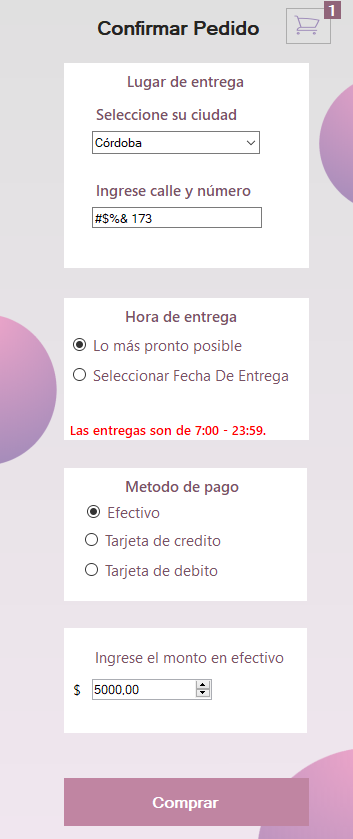 Confirmar Pedido
1
Lugar de entrega
Seleccione su ciudad
Córdoba
Ingrese calle y número
#$%& 173
Hora de entrega
Lo más pronto posible
Seleccionar Fecha De Entrega
Las entregas son de 7:00 - 23:59.
Metodo de pago
Efectivo
Tarjeta de credito
Tarjeta de debito
Ingrese el monto en efectivo
$ 5000,00
Comprar